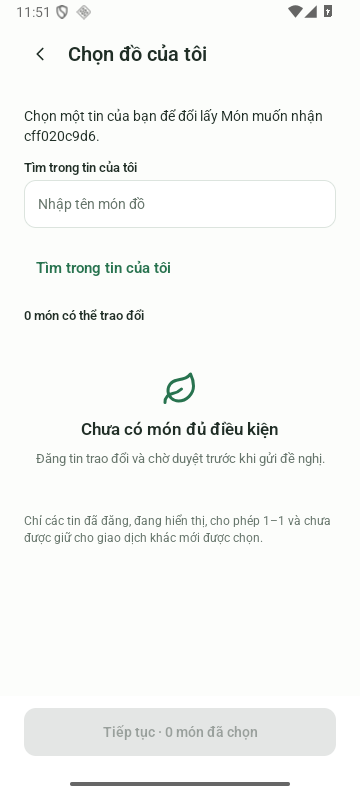 11:51
Chọn đồ của tôi
Chọn một tin của bạn để đổi lấy Món muốn nhận
cff020c9d6.
Tìm trong tin của tôi
Nhập tên món đồ
Tìm trong tin của tôi
0 món có thể trao đổi
Chưa có món đủ điều kiện
Đăng tin trao đổi và chờ duyệt trước khi gửi đề nghị.
Chỉ các tin đã đăng, đang hiển thị, cho phép 1–1 và chưa
được giữ cho giao dịch khác mới được chọn.
Tiếp tục · 0 món đã chọn